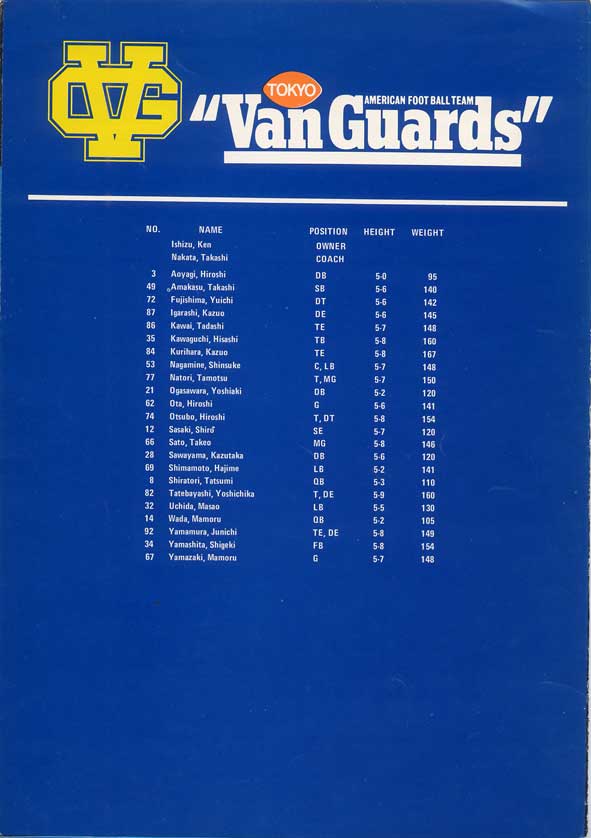 VG
TOKYO
AMERICAN FOOT BALL TEAM
"Van Guards"
NO. NAME POSITION HEIGHT WEIGHT
Ishizu, Ken OWNER
Nakata, Takashi COACH
3 Aoyagi, Hiroshi DB 5-0 95
49 Amakasu, Takashi SB 5-6 140
72 Fujishima, Yuichi DT 5-6 142
87 Igarashi, Kazuo DE 5-6 145
86 Kawai, Tadashi TE 5-7 148
35 Kawaguchi, Hisashi TB 5-8 160
84 Kurihara, Kazuo TE 5-8 167
53 Nagamine, Shinsuke C, LB 5-7 148
77 Natori, Tamotsu T, MG 5-7 150
21 Ogasawara, Yoshiaki DB 5-2 120
62 Ota, Hiroshi G 5-6 141
74 Otsubo, Hiroshi T, DT 5-8 154
12 Sasaki, Shiro SE 5-7 120
66 Sato, Takeo MG 5-8 146
28 Sawayama, Kazutaka DB 5-6 120
69 Shimamoto, Hajime LB 5-2 141
8 Shiratori, Tatsumi QB 5-3 110
82 Tatebayashi, Yoshichika T, DE 5-9 160
32 Uchida, Masao LB 5-5 130
14 Wada, Mamoru QB 5-2 105
92 Yamamura, Junichi TE, DE 5-8 149
34 Yamashita, Shigeki FB 5-8 154
67 Yamazaki, Mamoru G 5-7 148